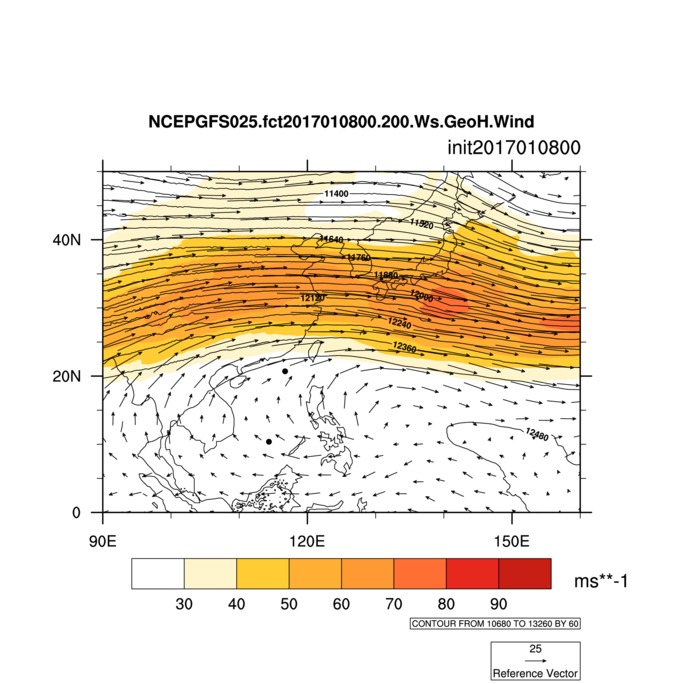 NCEPGFS025.fct2017010800.200.Ws.GeoH.Wind
init2017010800
11400
11520
40N
11640
11760
11880
12000
12120
12240
12360
20N
12480
0
90E 120E 150E
ms**-1
30 40 50 60 70 80 90
CONTOUR FROM 10680 TO 13260 BY 60
25
Reference Vector